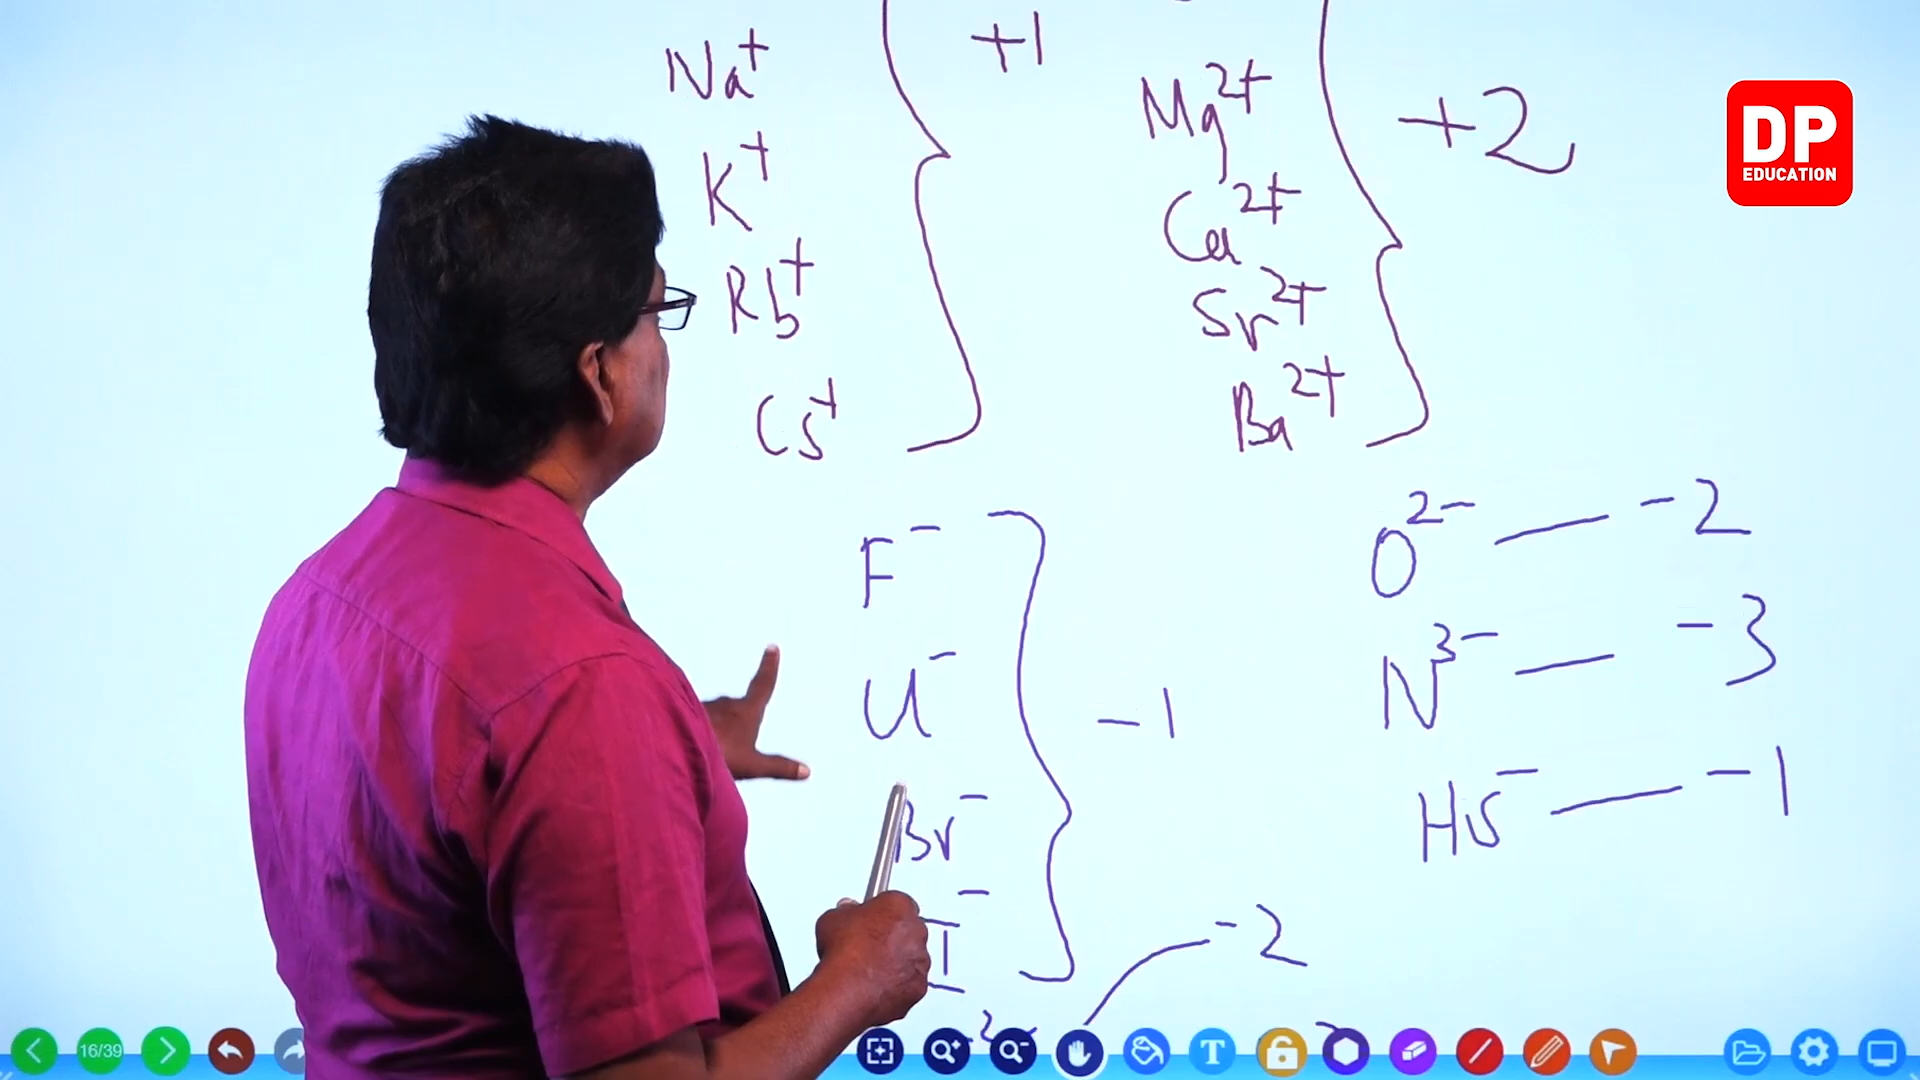 Na+
K+
Rb+
Cs+
+1
Mg2+
Ca2+
Sr2+
Ba2+
+2
DP
EDUCATION
F-
Cl-
Br-
I-
-1
O2- — -2
N3- — -3
HS- — -1
2-
-2
16/39
T